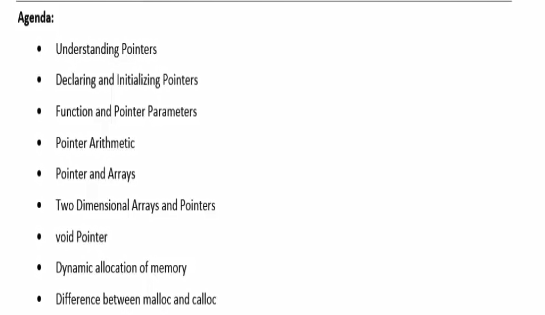 Agenda:
• Understanding Pointers
• Declaring and Initializing Pointers
• Function and Pointer Parameters
• Pointer Arithmetic
• Pointer and Arrays
• Two Dimensional Arrays and Pointers
• void Pointer
• Dynamic allocation of memory
• Difference between malloc and calloc